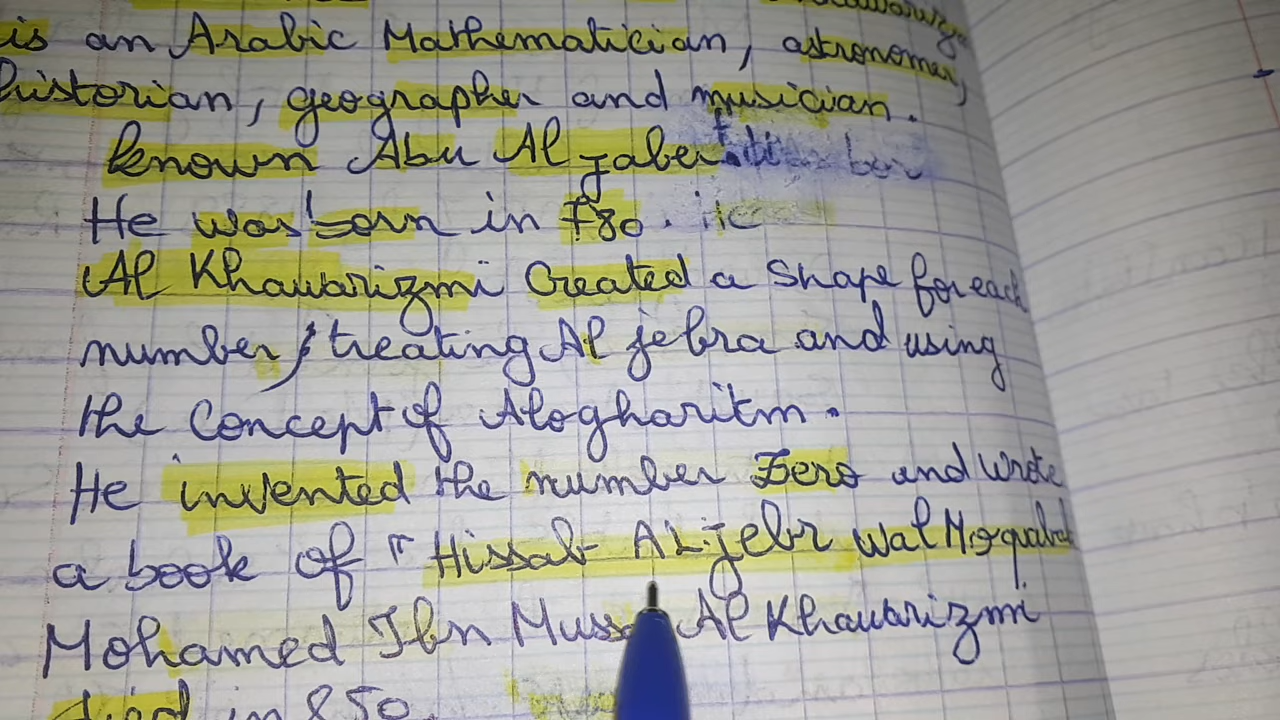 is an Arabic Mathematician, astronomer,
historian, geographer and musician.
known Abu Al jaber.
He was born in 780.
Al Khawarizmi Created a shape for each
number, treating Al jebra and using
the Concept of Alogharitm.
He invented the number Zero and wrote
a book of "Hissab AL.jebr wal Moqabal
Mohamed Ibn Mussa Al Khawarizmi
died in 850.